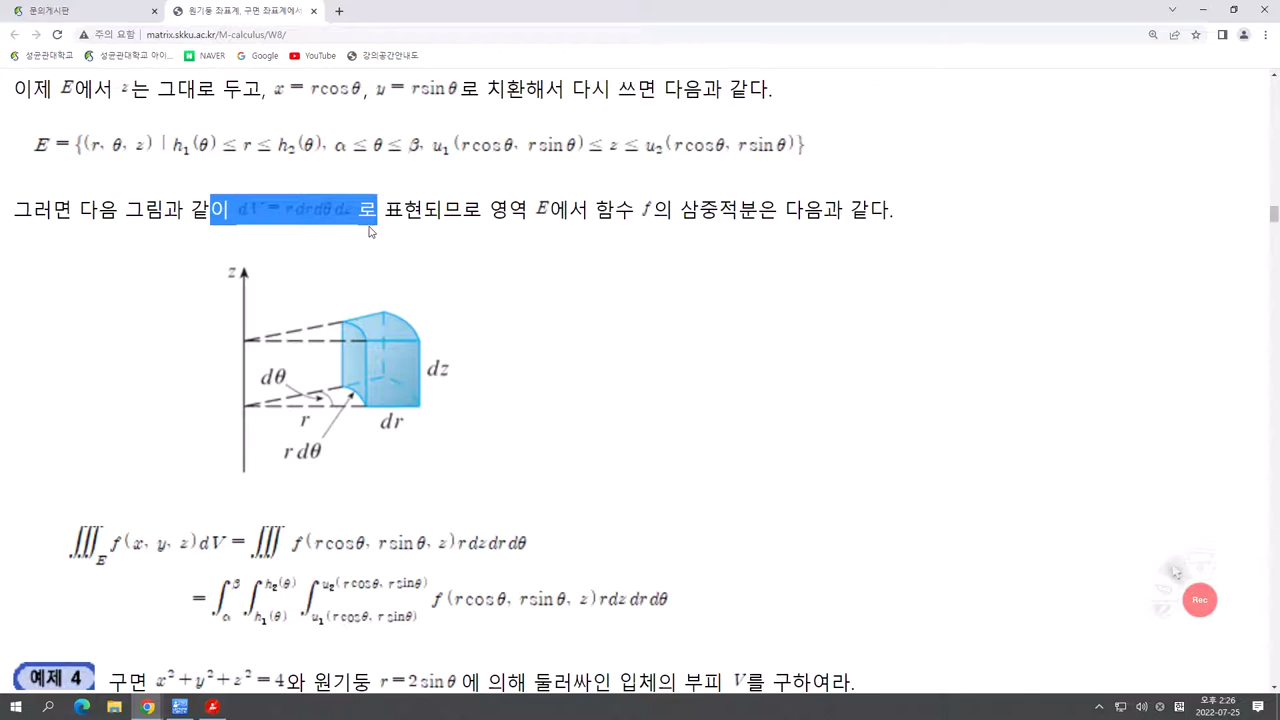 문의게시판
원기둥 좌표계, 구면 좌표계에서
주의 요함 | matrix.skku.ac.kr/M-calculus/W8/
성균관대학교
성균관대학교 아이...
NAVER
Google
YouTube
강의공간안내도
이제 E에서 z는 그대로 두고, x = rcosθ, y = rsinθ로 치환해서 다시 쓰면 다음과 같다.
E = {(r, θ, z) | h₁(θ) ≤ r ≤ h₂(θ), α ≤ θ ≤ β, u₁(rcosθ, rsinθ) ≤ z ≤ u₂(rcosθ, rsinθ)}
그러면 다음 그림과 같이 dV = rdrdθdz 로 표현되므로 영역 E에서 함수 f의 삼중적분은 다음과 같다.
z
dz
dθ
r
dr
r dθ
∭_E f(x, y, z)dV = ∭ f(rcosθ, rsinθ, z)rdzdrdθ
= ∫_α^β ∫_{h₁(θ)}^{h₂(θ)} ∫_{u₁(rcosθ, rsinθ)}^{u₂(rcosθ, rsinθ)} f(rcosθ, rsinθ, z)rdzdrdθ
Rec
예제 4 구면 x²+y²+z²=4와 원기둥 r=2sinθ에 의해 둘러싸인 입체의 부피 V를 구하여라.
오후 2:26
2022-07-25